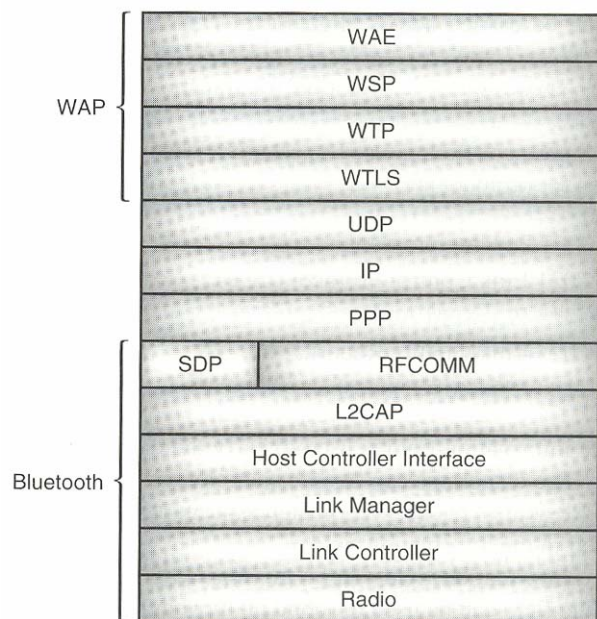 WAE
WSP
WAP
WTP
WTLS
UDP
IP
PPP
SDP RFCOMM
L2CAP
Host Controller Interface
Bluetooth
Link Manager
Link Controller
Radio